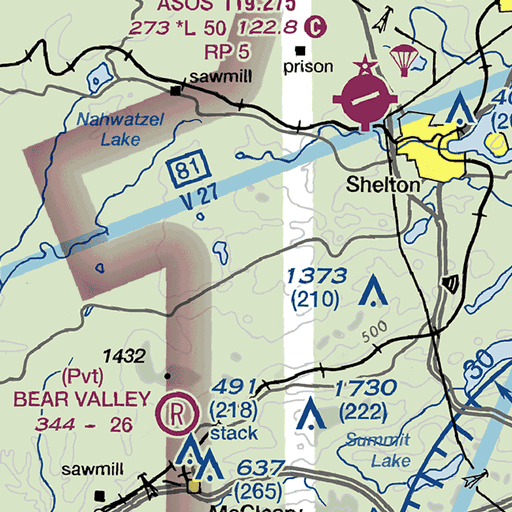 ASOS 119.275
273 *L 50 122.8 C
RP 5
prison
sawmill
Nahwatzel
Lake
81
V 27
Shelton
1373
(210)
500
1432
(Pvt)
BEAR VALLEY
344 - 26
R
491
(218)
stack
1730
(222)
30
Summit
Lake
637
(265)
sawmill
McCleary